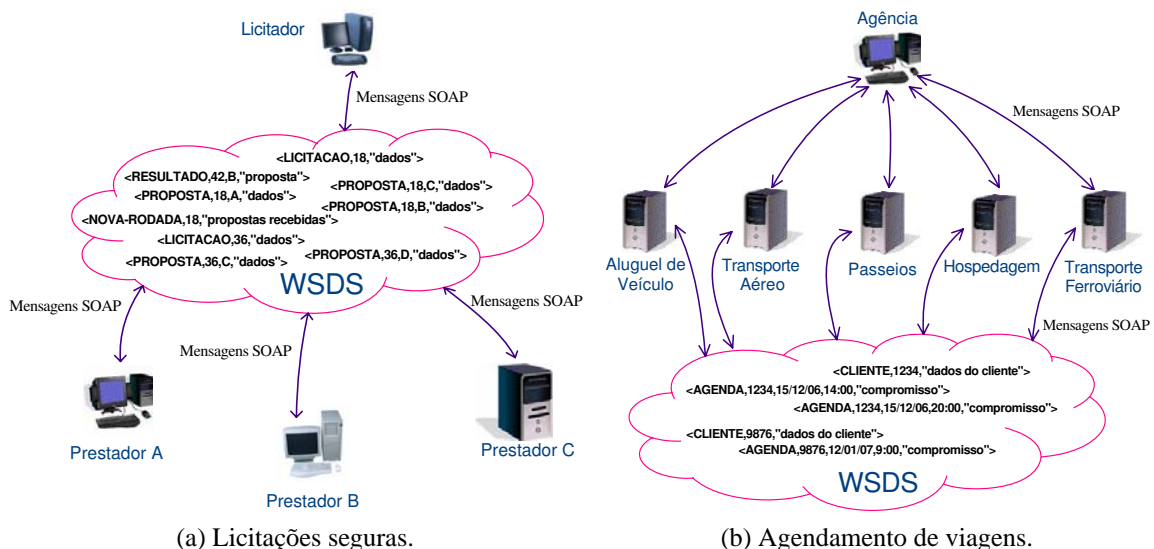 Licitador
Mensagens SOAP
<LICITACAO,18,"dados">
<RESULTADO,42,B,"proposta">
<PROPOSTA,18,C,"dados">
<PROPOSTA,18,A,"dados">
<PROPOSTA,18,B,"dados">
<NOVA-RODADA,18,"propostas recebidas">
<LICITACAO,36,"dados">
<PROPOSTA,36,D,"dados">
<PROPOSTA,36,C,"dados">
WSDS
Mensagens SOAP
Mensagens SOAP
Mensagens SOAP
Prestador A
Prestador B
Prestador C
(a) Licitações seguras.
Agência
Mensagens SOAP
Aluguel de
Veículo
Transporte
Aéreo
Passeios
Hospedagem
Transporte
Ferroviário
Mensagens SOAP
<CLIENTE,1234,"dados do cliente">
<AGENDA,1234,15/12/06,14:00,"compromisso">
<AGENDA,1234,15/12/06,20:00,"compromisso">
<CLIENTE,9876,"dados do cliente">
<AGENDA,9876,12/01/07,9:00,"compromisso">
WSDS
(b) Agendamento de viagens.